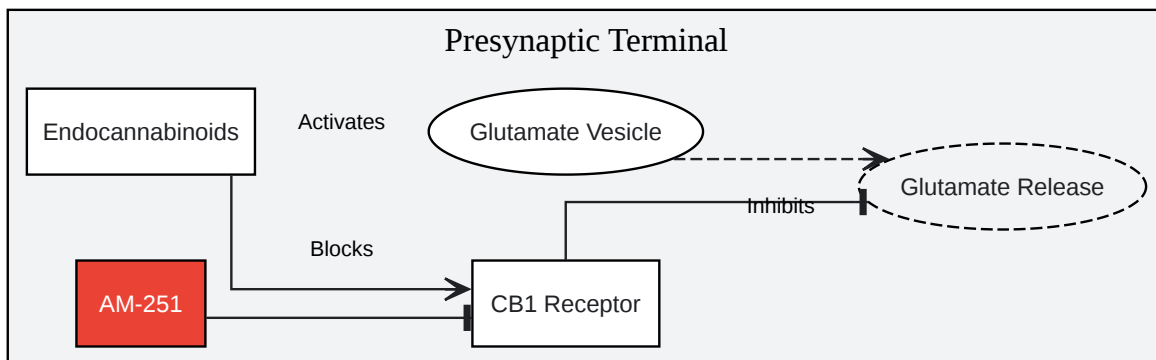 Presynaptic Terminal
Endocannabinoids
Activates
Glutamate Vesicle
Glutamate Release
Inhibits
Blocks
AM-251
CB1 Receptor